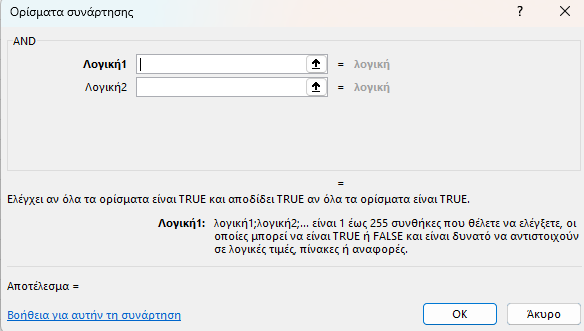 Ορίσματα συνάρτησης ? X
AND
Λογική1 = λογική
Λογική2 = λογική
=
Ελέγχει αν όλα τα ορίσματα είναι TRUE και αποδίδει TRUE αν όλα τα ορίσματα είναι TRUE.
Λογική1: λογική1;λογική2;... είναι 1 έως 255 συνθήκες που θέλετε να ελέγξετε, οι
οποίες μπορεί να είναι TRUE ή FALSE και είναι δυνατό να αντιστοιχούν
σε λογικές τιμές, πίνακες ή αναφορές.
Αποτέλεσμα =
Βοήθεια για αυτήν τη συνάρτηση OK Άκυρο